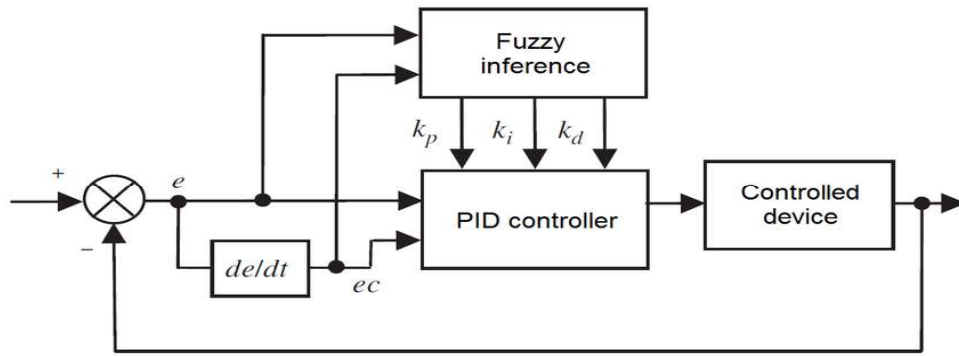 Fuzzy
inference
k_p k_i k_d
+
e
PID controller
Controlled
device
−
de/dt
ec